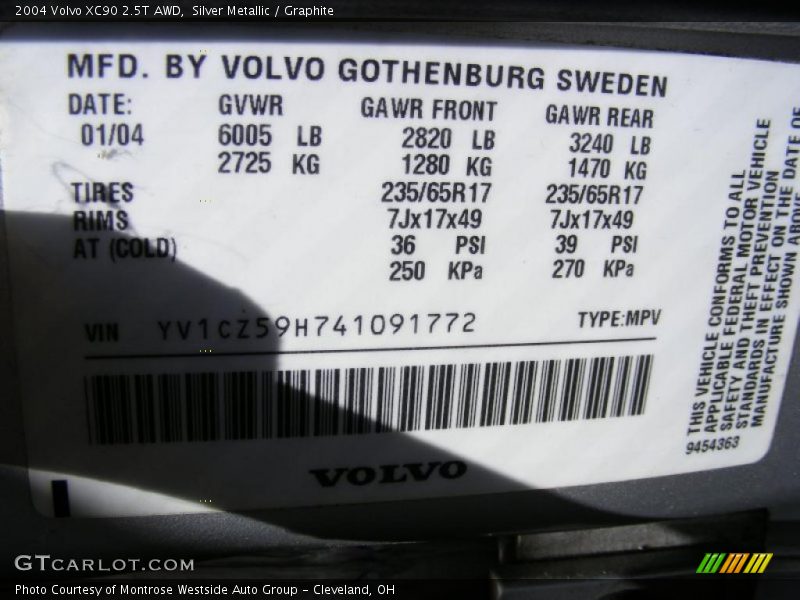 2004 Volvo XC90 2.5T AWD,  Silver Metallic / Graphite
MFD. BY VOLVO GOTHENBURG SWEDEN
DATE: GVWR GAWR FRONT GAWR REAR
01/04 6005 LB 2820 LB 3240 LB
2725 KG 1280 KG 1470 KG
TIRES 235/65R17 235/65R17
RIMS 7Jx17x49 7Jx17x49
AT (COLD) 36 PSI 39 PSI
250 KPa 270 KPa
VIN YV1CZ59H741091772 TYPE:MPV
VOLVO
THIS VEHICLE CONFORMS TO ALL
APPLICABLE FEDERAL MOTOR VEHICLE
SAFETY AND THEFT PREVENTION
STANDARDS IN EFFECT ON THE DATE OF
MANUFACTURE SHOWN ABOVE
9454363
GTCARLOT.COM
Photo Courtesy of Montrose Westside Auto Group - Cleveland, OH